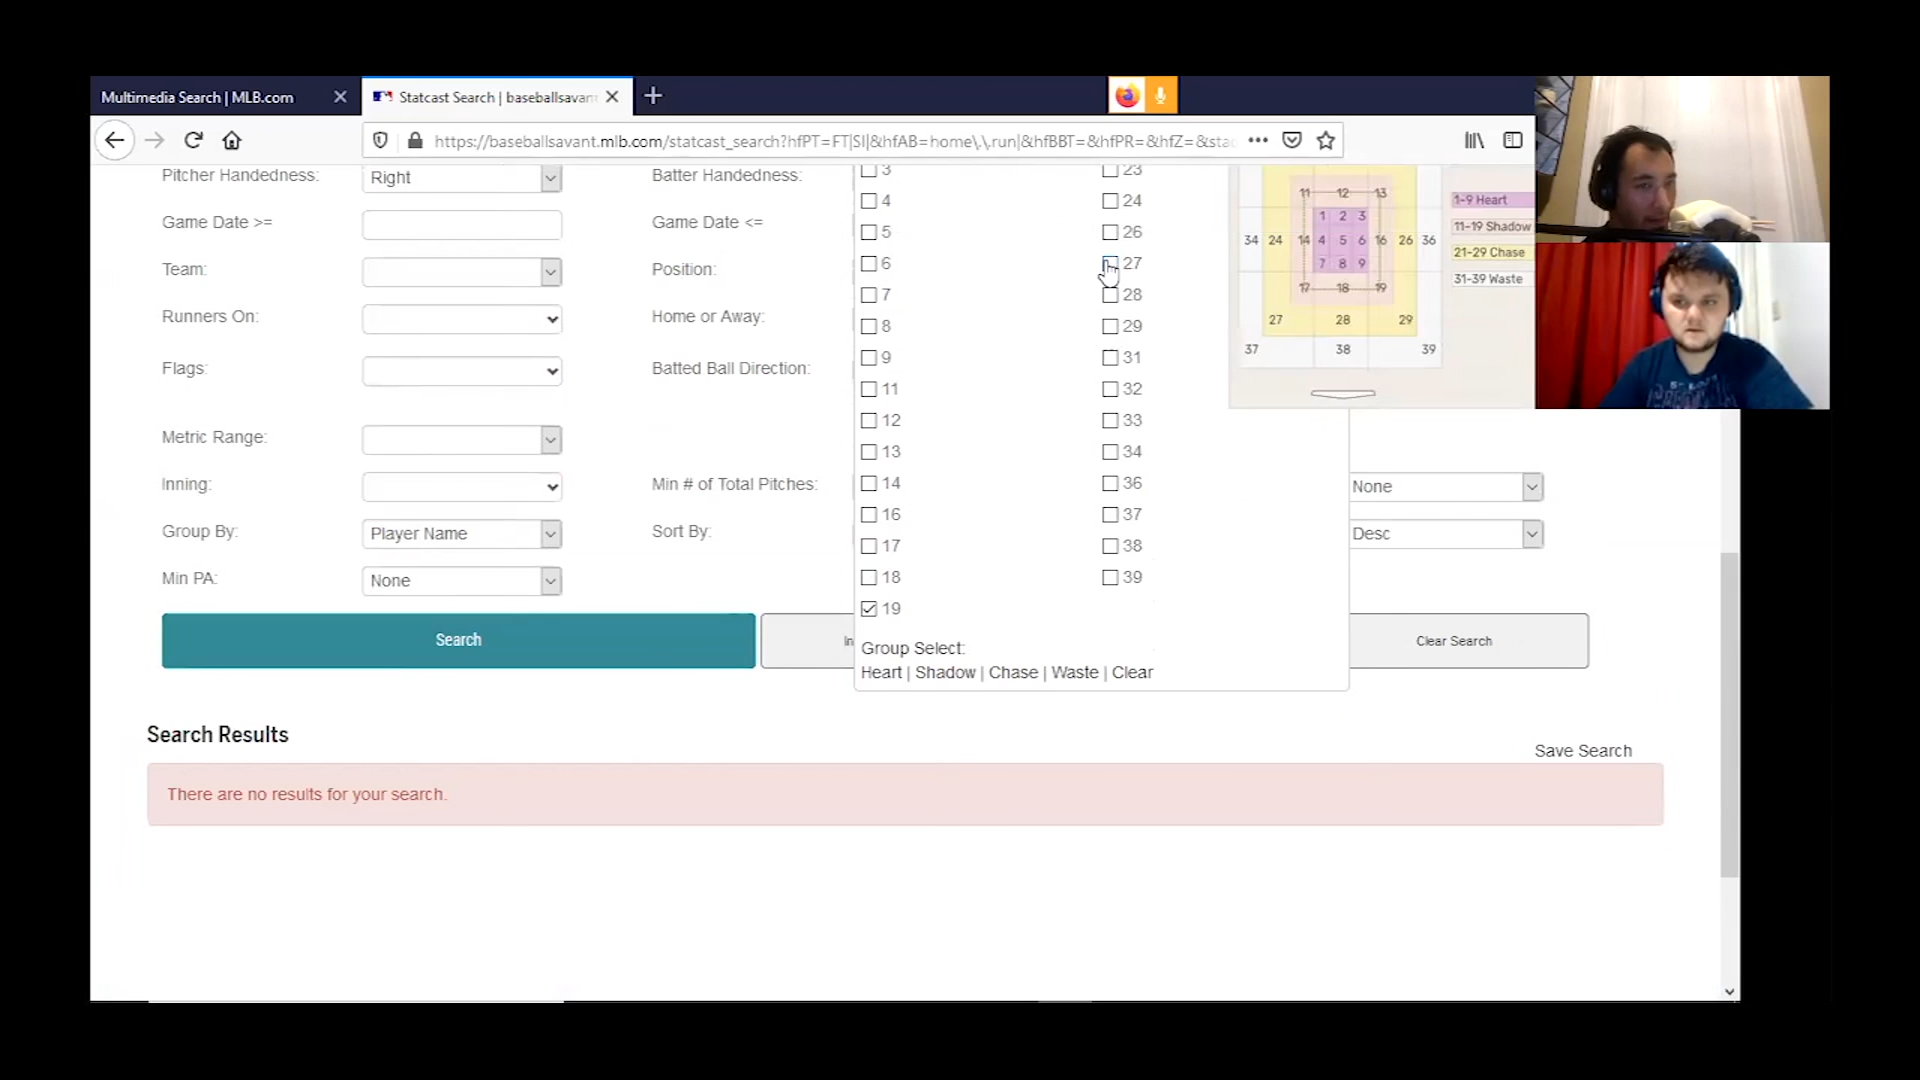 Multimedia Search | MLB.com
Statcast Search | baseballsavant
https://baseballsavant.mlb.com/statcast_search?hfPT=FT|SI|&hfAB=home\.\.run|&hfBBT=&hfPR=&hfZ=&stac
Pitcher Handedness: Right Batter Handedness: 3 23
4 24
Game Date >= Game Date <= 5 26
Team: Position: 6 27
7 28
Runners On: Home or Away: 8 29
Flags: Batted Ball Direction: 9 31
11 32
12 33
Metric Range: 13 34
Inning: Min # of Total Pitches: 14 36 None
16 37
Group By: Player Name Sort By: 17 38 Desc
Min PA: None 18 39
19
11 12 13
1 2 3
34 24 14 4 5 6 16 26 36
7 8 9
17 18 19
27 28 29
37 38 39
1-9 Heart
11-19 Shadow
21-29 Chase
31-39 Waste
Search In Clear Search
Group Select:
Heart | Shadow | Chase | Waste | Clear
Search Results
Save Search
There are no results for your search.